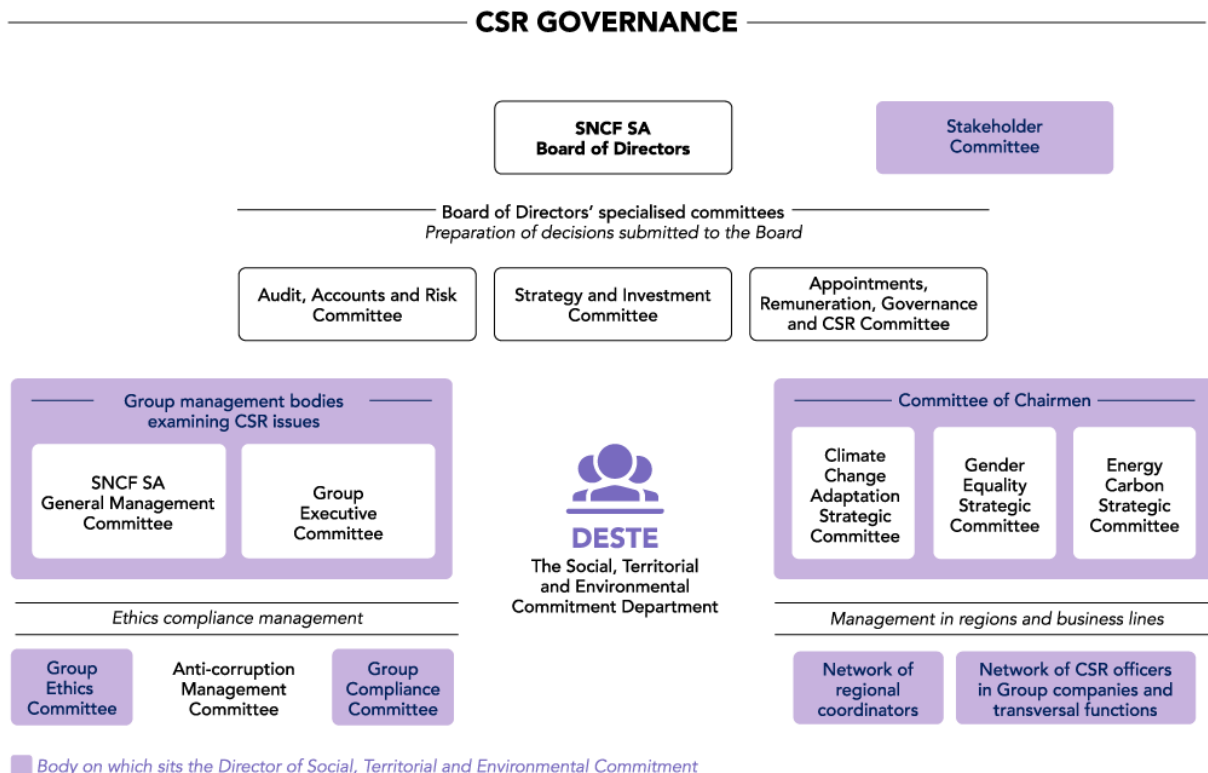 CSR GOVERNANCE
SNCF SA
Board of Directors
Stakeholder
Committee
Board of Directors’ specialised committees
Preparation of decisions submitted to the Board
Audit, Accounts and Risk
Committee
Strategy and Investment
Committee
Appointments,
Remuneration, Governance
and CSR Committee
Group management bodies
examining CSR issues
SNCF SA
General Management
Committee
Group
Executive
Committee
DESTE
The Social, Territorial
and Environmental
Commitment Department
Committee of Chairmen
Climate
Change
Adaptation
Strategic
Committee
Gender
Equality
Strategic
Committee
Energy
Carbon
Strategic
Committee
Ethics compliance management
Group
Ethics
Committee
Anti-corruption
Management
Committee
Group
Compliance
Committee
Management in regions and business lines
Network of
regional
coordinators
Network of CSR officers
in Group companies and
transversal functions
Body on which sits the Director of Social, Territorial and Environmental Commitment